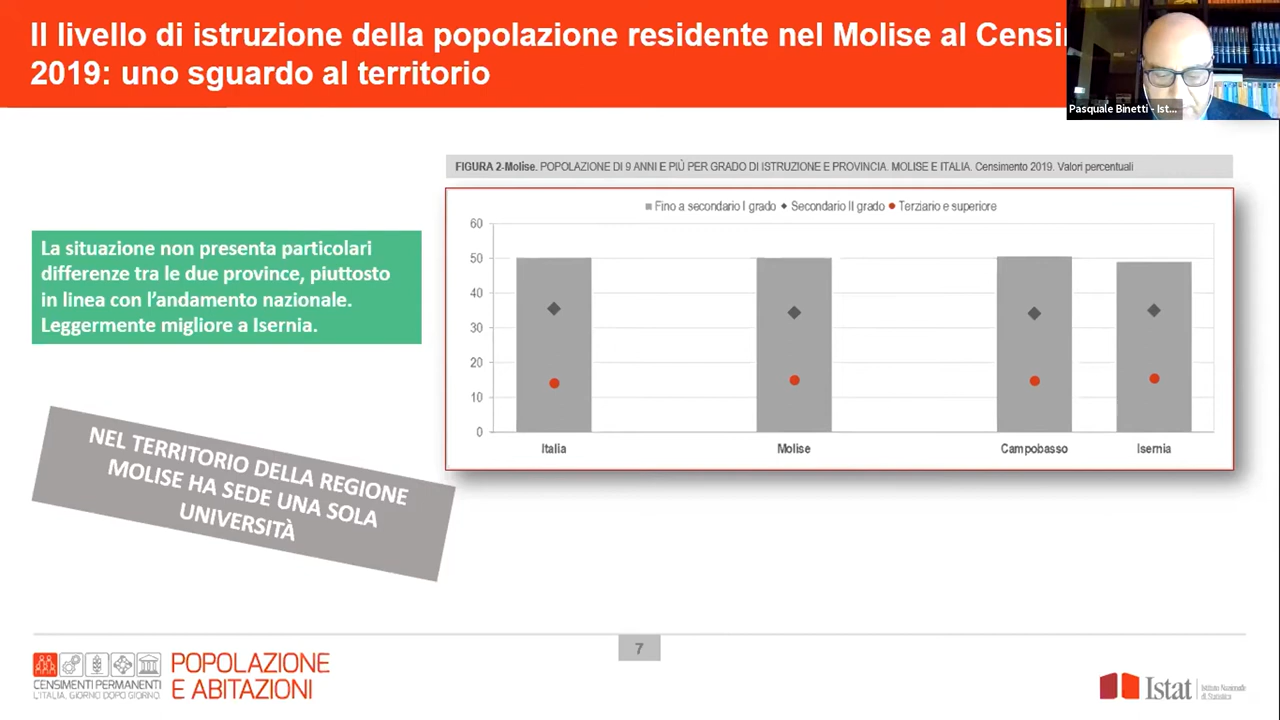 Il livello di istruzione della popolazione residente nel Molise al Censi
2019: uno sguardo al territorio
Pasquale Binetti - Ist...
FIGURA 2-Molise. POPOLAZIONE DI 9 ANNI E PIÙ PER GRADO DI ISTRUZIONE E PROVINCIA. MOLISE E ITALIA. Censimento 2019. Valori percentuali
Fino a secondario I grado Secondario II grado Terziario e superiore
60
50
40
30
20
10
0
Italia Molise Campobasso Isernia
La situazione non presenta particolari
differenze tra le due province, piuttosto
in linea con l'andamento nazionale.
Leggermente migliore a Isernia.
NEL TERRITORIO DELLA REGIONE
MOLISE HA SEDE UNA SOLA
UNIVERSITÀ
7
CENSIMENTI PERMANENTI
L'ITALIA, GIORNO DOPO GIORNO
POPOLAZIONE
E ABITAZIONI
Istat
Istituto Nazionale
di Statistica